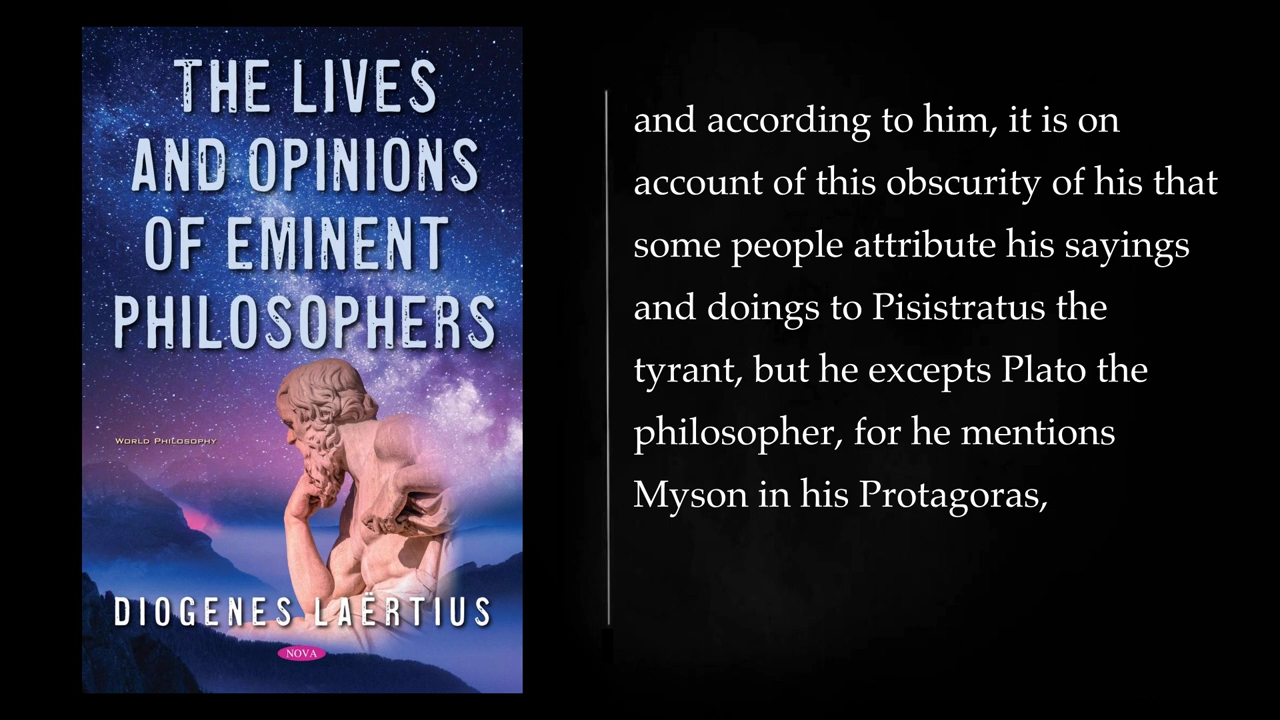 THE LIVES
AND OPINIONS
OF EMINENT
PHILOSOPHERS
WORLD PHILOSOPHY
DIOGENES LAËRTIUS
NOVA
and according to him, it is on
account of this obscurity of his that
some people attribute his sayings
and doings to Pisistratus the
tyrant, but he excepts Plato the
philosopher, for he mentions
Myson in his Protagoras,